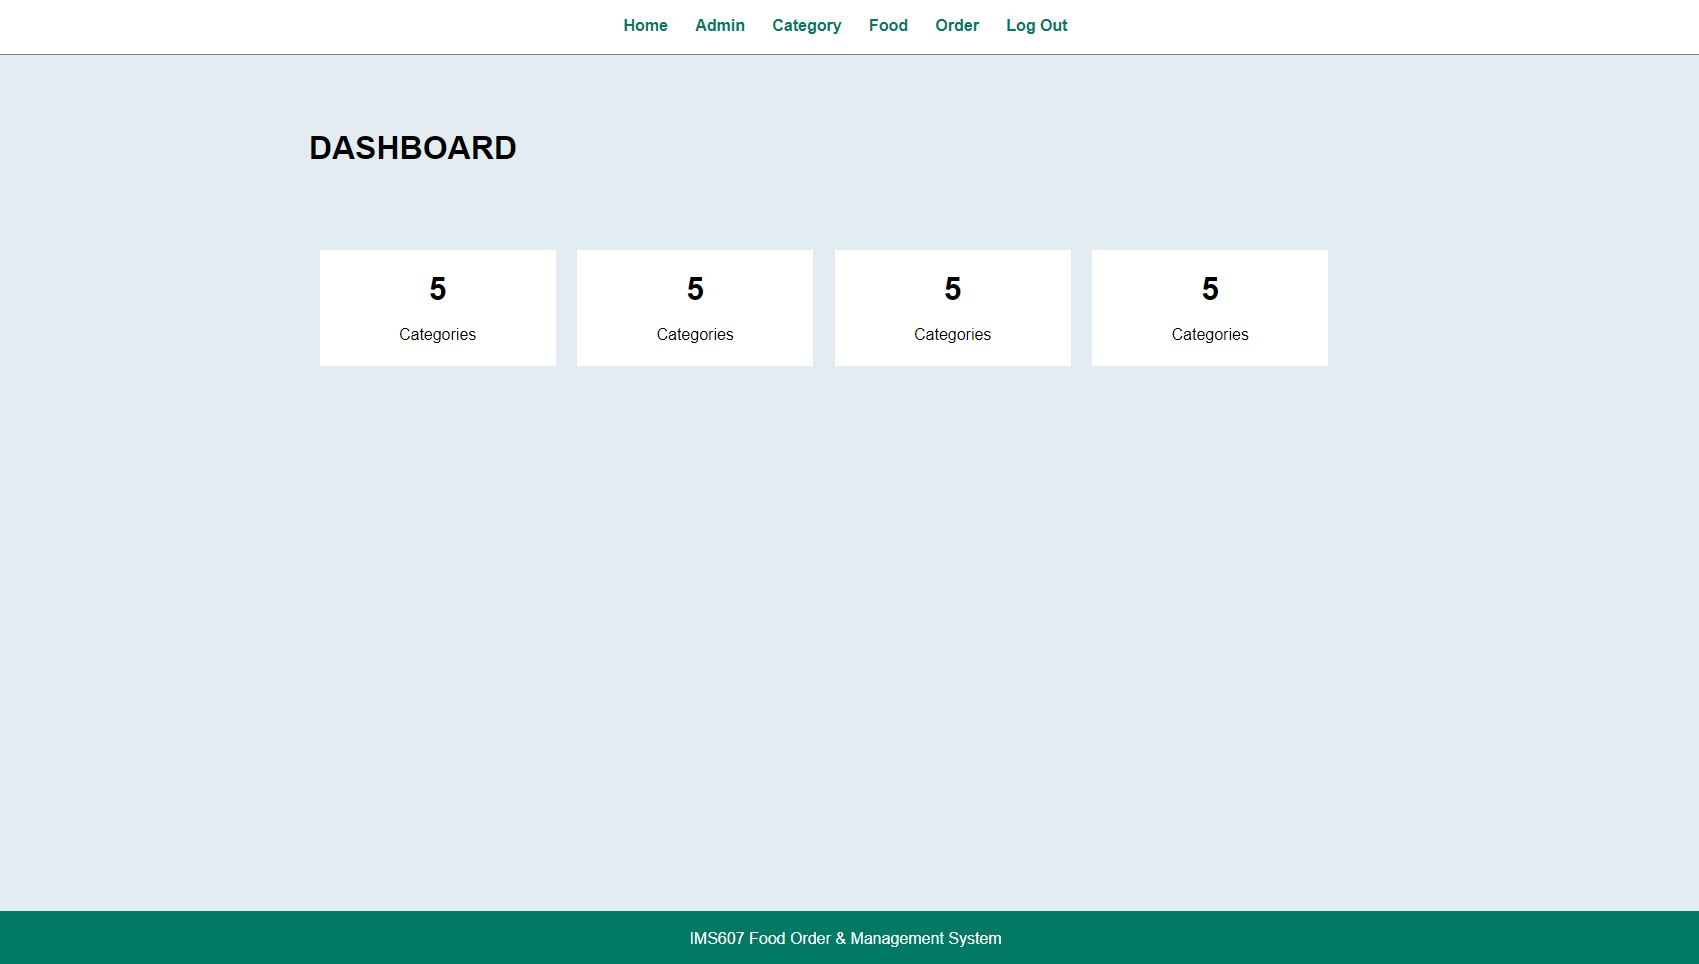 Home Admin Category Food Order Log Out
DASHBOARD
5 5 5 5
Categories Categories Categories Categories
IMS607 Food Order & Management System